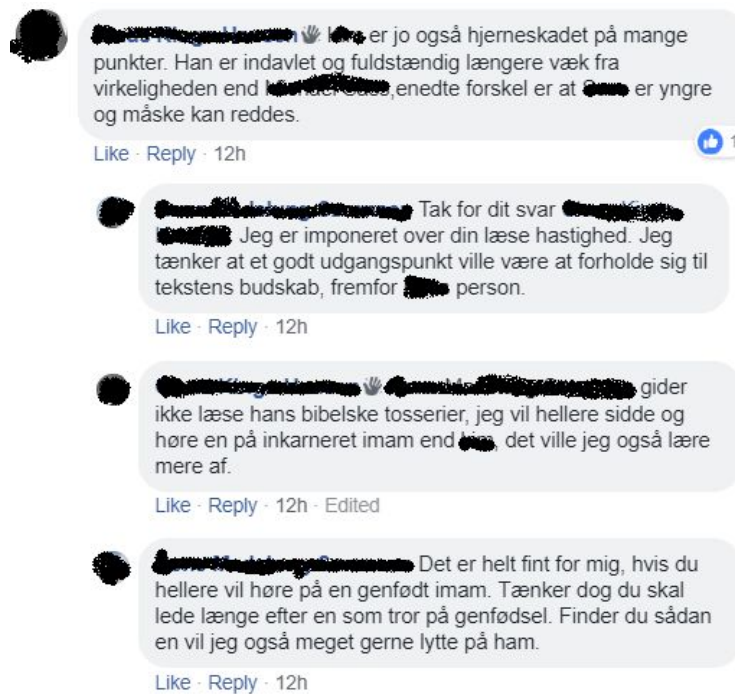 er jo også hjerneskadet på mange
punkter. Han er indavlet og fuldstændig længere væk fra
virkeligheden end ,enedte forskel er at er yngre
og måske kan reddes.
Like · Reply · 12h
1
Tak for dit svar
Jeg er imponeret over din læse hastighed. Jeg
tænker at et godt udgangspunkt ville være at forholde sig til
tekstens budskab, fremfor person.
Like · Reply · 12h
gider
ikke læse hans bibelske tosserier, jeg vil hellere sidde og
høre en på inkarneret imam end , det ville jeg også lære
mere af.
Like · Reply · 12h · Edited
Det er helt fint for mig, hvis du
hellere vil høre på en genfødt imam. Tænker dog du skal
lede længe efter en som tror på genfødsel. Finder du sådan
en vil jeg også meget gerne lytte på ham.
Like · Reply · 12h